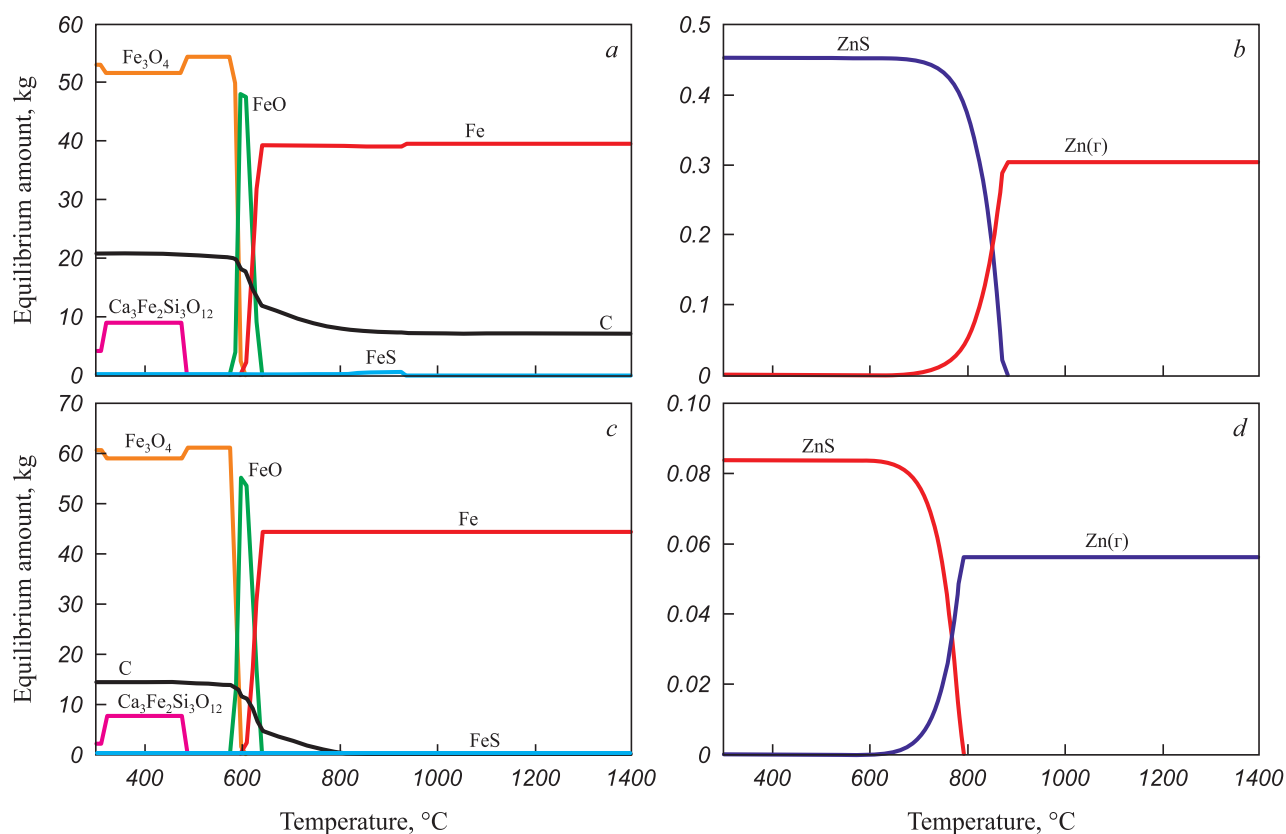 60
50
40
30
20
10
0
Equilibrium amount, kg
a
Fe₃O₄
FeO
Fe
Ca₃Fe₂Si₃O₁₂
C
FeS
0.5
0.4
0.3
0.2
0.1
0
b
ZnS
Zn(г)
70
60
50
40
30
20
10
0
Equilibrium amount, kg
c
Fe₃O₄
FeO
Fe
C
Ca₃Fe₂Si₃O₁₂
FeS
400 600 800 1000 1200 1400
Temperature, °C
0.10
0.08
0.06
0.04
0.02
0
d
ZnS
Zn(г)
400 600 800 1000 1200 1400
Temperature, °C